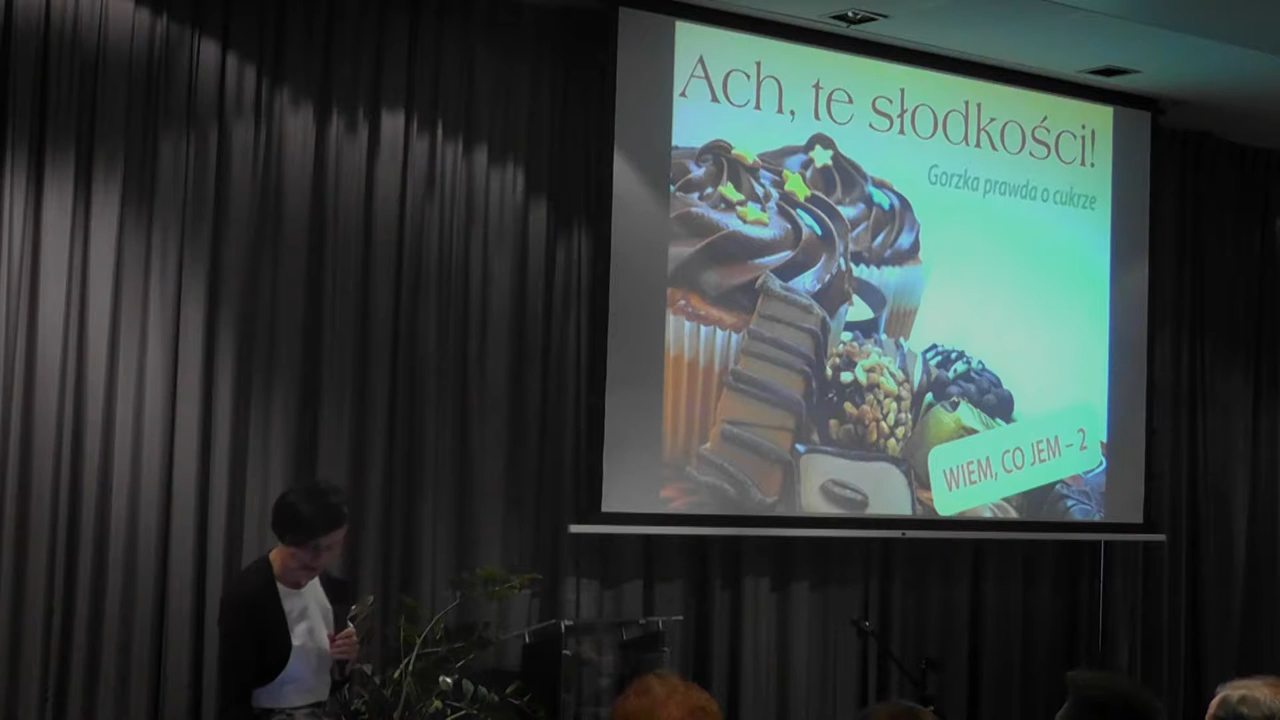 Ach, te słodkości!
Gorzka prawda o cukrze
WIEM, CO JEM – 2